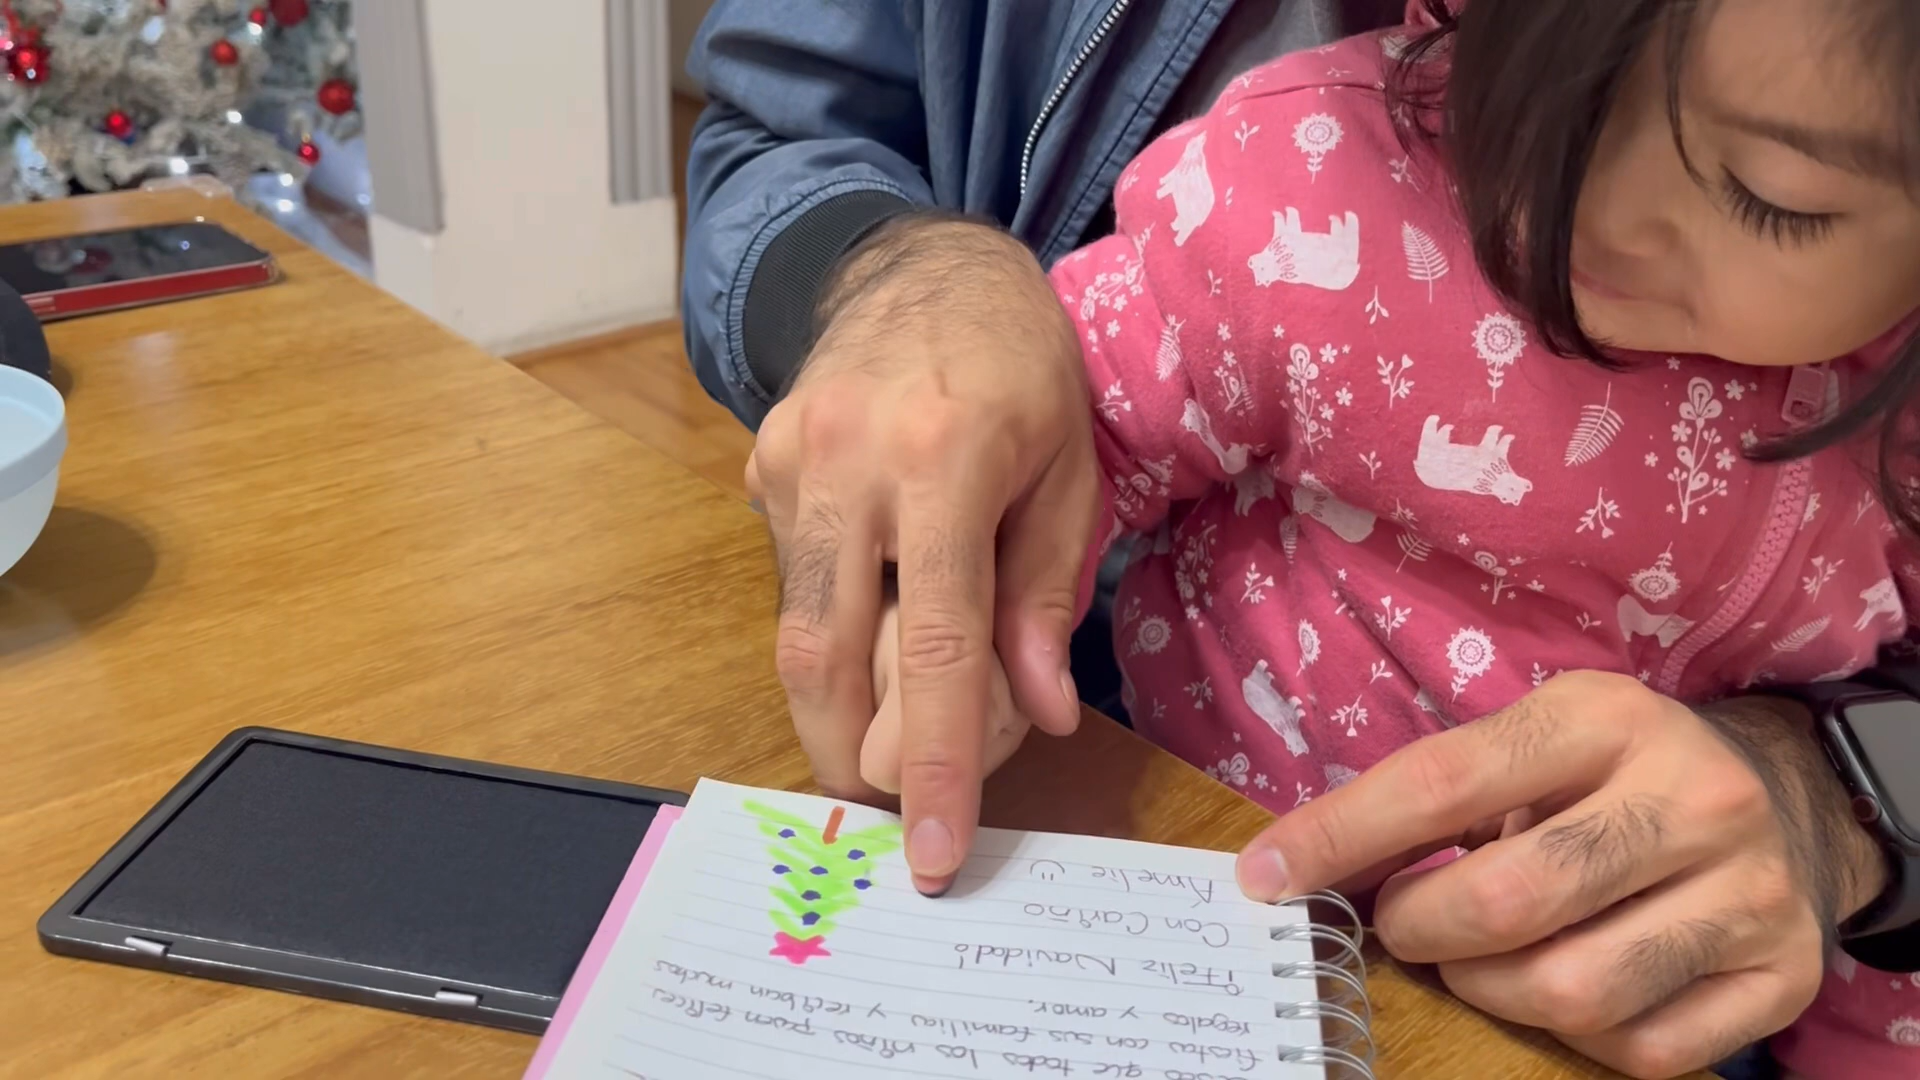 deseo que todos los niños pasen felices
fiestas con sus familias y reciban muchos
regalos y amor.
¡Feliz Navidad!
Con Cariño
Amelie